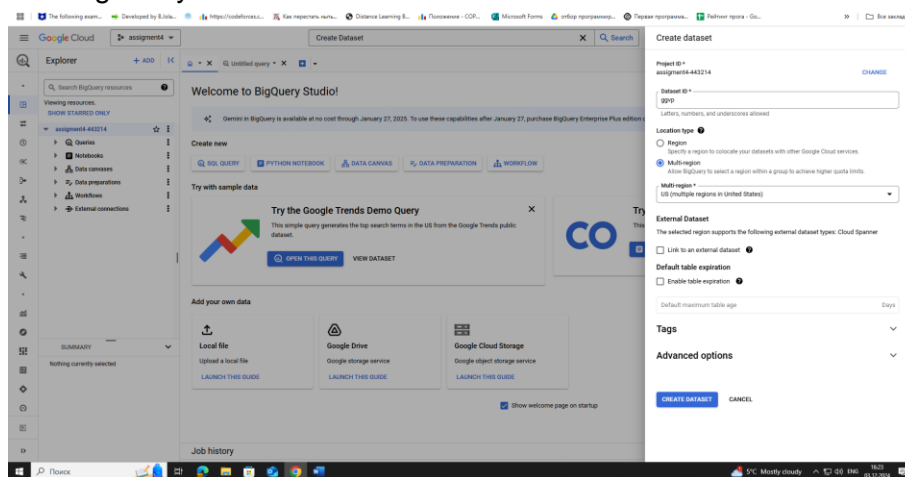 The following exam...
Developed by B.Jola...
https://codeforces.c...
Как перестать ныть...
Distance Learning B...
Положение - COP...
Microsoft Forms
отбор программир...
Первая программа...
Рейтинг прога - Go...
»
Все заклад
Google Cloud
assigment4
Create Dataset
Search
Create dataset
Explorer
+ ADD
Untitled query
Search BigQuery resources
Viewing resources.
SHOW STARRED ONLY
assigment4-443214
Queries
Notebooks
Data canvases
Data preparations
Workflows
External connections
SUMMARY
Nothing currently selected
Welcome to BigQuery Studio!
Gemini in BigQuery is available at no cost through January 27, 2025. To use these capabilities after January 27, purchase BigQuery Enterprise Plus edition
Create new
SQL QUERY
PYTHON NOTEBOOK
DATA CANVAS
DATA PREPARATION
WORKFLOW
Try with sample data
Try the Google Trends Demo Query
This simple query generates the top search terms in the US from the Google Trends public
dataset.
OPEN THIS QUERY
VIEW DATASET
CO
Try
This
Add your own data
Local file
Upload a local file
LAUNCH THIS GUIDE
Google Drive
Google storage service
LAUNCH THIS GUIDE
Google Cloud Storage
Google object storage service
LAUNCH THIS GUIDE
Show welcome page on startup
Job history
Project ID *
assigment4-443214
CHANGE
Dataset ID *
Letters, numbers, and underscores allowed
Location type
Region
Specify a region to colocate your datasets with other Google Cloud services.
Multi-region
Allow BigQuery to select a region within a group to achieve higher quota limits.
Multi-region *
US (multiple regions in United States)
External Dataset
The selected region supports the following external dataset types: Cloud Spanner
Link to an external dataset
Default table expiration
Enable table expiration
Default maximum table age
Days
Tags
Advanced options
CREATE DATASET
CANCEL
Поиск
5°C Mostly cloudy
ENG
16:23
03.12.2024